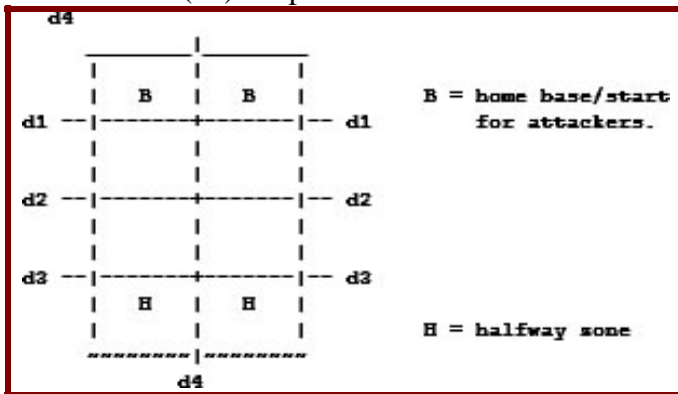 d4
B B B = home base/start
d1 d1 for attackers.
d2 d2
d3 d3
H H
H = halfway zone
d4